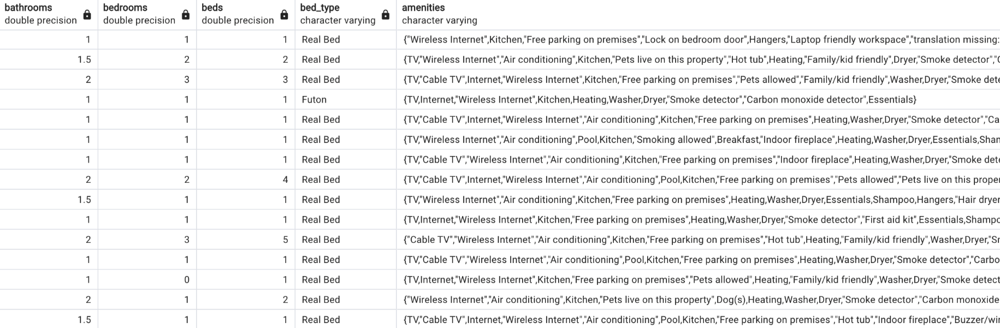 bathrooms bedrooms beds bed_type amenities
double precision double precision double precision character varying character varying
1 1 1 Real Bed {"Wireless Internet",Kitchen,"Free parking on premises","Lock on bedroom door",Hangers,"Laptop friendly workspace","translation missing:
1.5 2 2 Real Bed {TV,"Wireless Internet","Air conditioning",Kitchen,"Pets live on this property","Hot tub",Heating,"Family/kid friendly",Dryer,"Smoke detector","C
2 3 3 Real Bed {TV,"Cable TV",Internet,"Wireless Internet",Kitchen,"Free parking on premises","Pets allowed","Family/kid friendly",Washer,Dryer,"Smoke dete
1 1 1 Futon {TV,Internet,"Wireless Internet",Kitchen,Heating,Washer,Dryer,"Smoke detector","Carbon monoxide detector",Essentials}
1 1 1 Real Bed {TV,"Cable TV",Internet,"Wireless Internet","Air conditioning",Kitchen,"Free parking on premises",Heating,Washer,Dryer,"Smoke detector","Ca
1 1 1 Real Bed {TV,"Wireless Internet","Air conditioning",Pool,Kitchen,"Smoking allowed",Breakfast,"Indoor fireplace",Heating,Washer,Dryer,Essentials,Sham
1 1 1 Real Bed {TV,"Cable TV","Wireless Internet","Air conditioning",Kitchen,"Free parking on premises","Indoor fireplace",Heating,Washer,Dryer,"Smoke dete
2 2 4 Real Bed {TV,"Cable TV",Internet,"Wireless Internet","Air conditioning",Pool,Kitchen,"Free parking on premises","Pets allowed","Pets live on this proper
1.5 1 1 Real Bed {TV,"Wireless Internet","Air conditioning",Kitchen,"Free parking on premises",Heating,Washer,Dryer,Essentials,Shampoo,Hangers,"Hair dryer
1 1 1 Real Bed {TV,Internet,"Wireless Internet",Kitchen,"Free parking on premises",Heating,Washer,Dryer,"Smoke detector","First aid kit",Essentials,Shampo
2 3 5 Real Bed {"Cable TV","Wireless Internet","Air conditioning",Kitchen,"Free parking on premises","Hot tub",Heating,"Family/kid friendly",Washer,Dryer,"Sm
1 1 1 Real Bed {TV,"Cable TV","Wireless Internet","Air conditioning",Pool,Kitchen,"Free parking on premises",Heating,Washer,Dryer,"Smoke detector","Carbo
1 0 1 Real Bed {TV,Internet,"Wireless Internet",Kitchen,"Free parking on premises","Pets allowed",Heating,"Family/kid friendly",Washer,Dryer,"Smoke detect
2 1 2 Real Bed {"Wireless Internet","Air conditioning",Kitchen,"Pets live on this property",Dog(s),Heating,Washer,Dryer,"Smoke detector","Carbon monoxide
1.5 1 1 Real Bed {TV,"Cable TV",Internet,"Wireless Internet","Air conditioning",Pool,Kitchen,"Free parking on premises","Hot tub","Indoor fireplace","Buzzer/wir